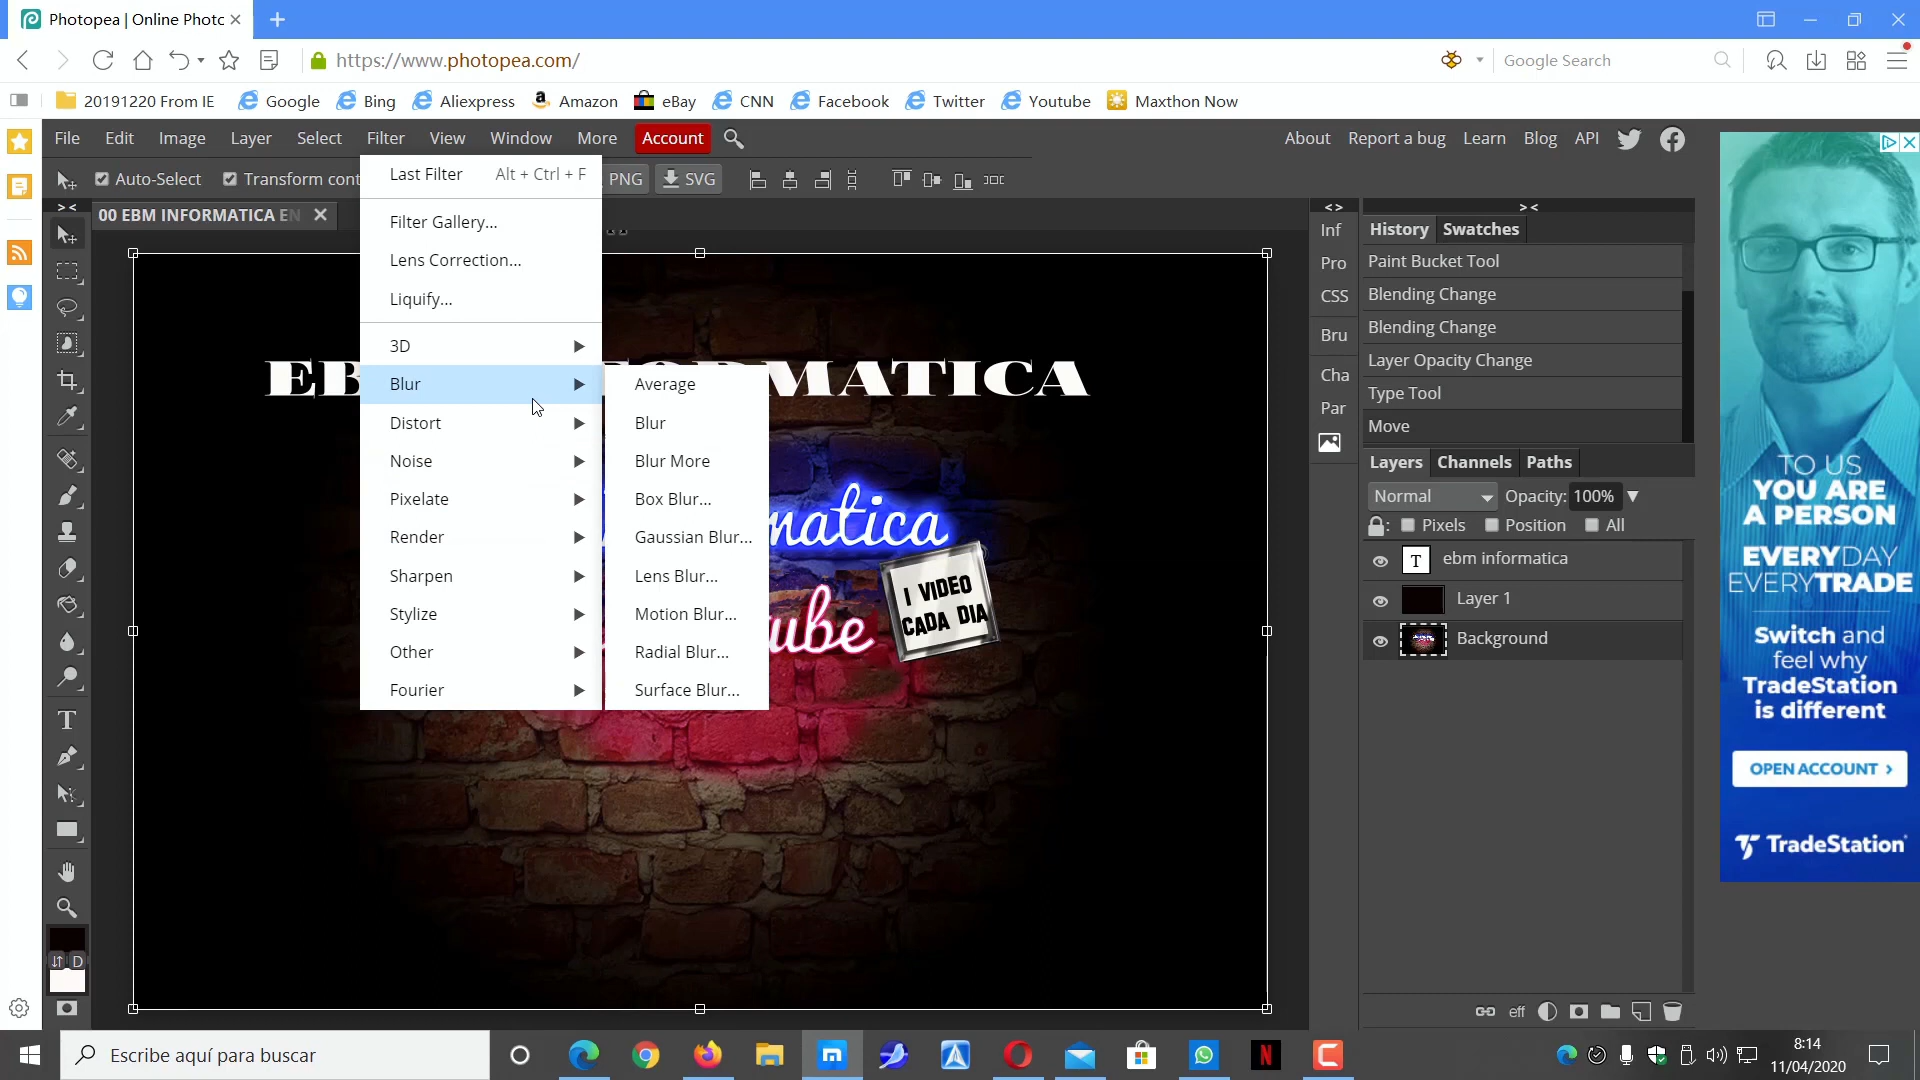 Photopea | Online Photo
https://www.photopea.com/
Google Search
20191220 From IE
Google
Bing
Aliexpress
Amazon
eBay
CNN
Facebook
Twitter
Youtube
Maxthon Now
File Edit Image Layer Select Filter View Window More Account
About Report a bug Learn Blog API
Auto-Select
Transform cont
PNG
SVG
00 EBM INFORMATICA EN
Last Filter Alt + Ctrl + F
Filter Gallery...
Lens Correction...
Liquify...
3D
Blur
Distort
Noise
Pixelate
Render
Sharpen
Stylize
Other
Fourier
Average
Blur
Blur More
Box Blur...
Gaussian Blur...
Lens Blur...
Motion Blur...
Radial Blur...
Surface Blur...
EB ORMATICA
matica
ube
I VIDEO
CADA DIA
Inf
Pro
CSS
Bru
Cha
Par
History Swatches
Paint Bucket Tool
Blending Change
Blending Change
Layer Opacity Change
Type Tool
Move
Layers Channels Paths
Normal Opacity: 100%
Pixels Position All
T ebm informatica
Layer 1
Background
eff
T
D
TO US
YOU ARE
A PERSON
EVERYDAY
EVERYTRADE
Switch and
feel why
TradeStation
is different
OPEN ACCOUNT
TradeStation
Escribe aquí para buscar
8:14
11/04/2020